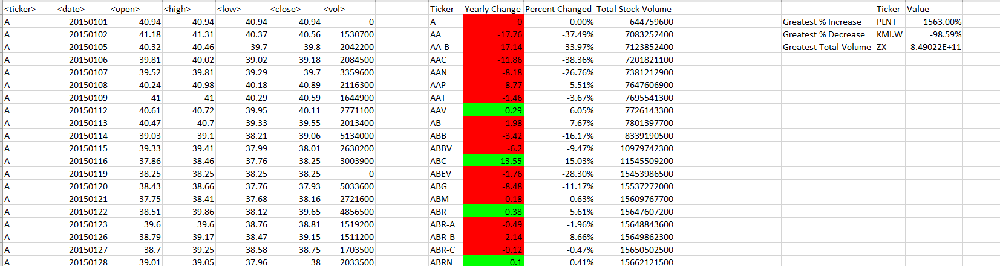 <ticker> <date> <open> <high> <low> <close> <vol> Ticker Yearly Change Percent Changed Total Stock Volume Ticker Value
A 20150101 40.94 40.94 40.94 40.94 0 A 0 0.00% 644759600 Greatest % Increase PLNT 1563.00%
A 20150102 41.18 41.31 40.37 40.56 1530700 AA -17.76 -37.49% 7083252400 Greatest % Decrease KMI.W -98.59%
A 20150105 40.32 40.46 39.7 39.8 2042200 AA-B -17.14 -33.97% 7123852400 Greatest Total Volume ZX 8.49022E+11
A 20150106 39.81 40.02 39.02 39.18 2084500 AAC -11.86 -38.36% 7201821100
A 20150107 39.52 39.81 39.29 39.7 3359600 AAN -8.18 -26.76% 7381212900
A 20150108 40.24 40.98 40.18 40.89 2116300 AAP -8.77 -5.51% 7647606900
A 20150109 41 41 40.29 40.59 1644900 AAT -1.46 -3.67% 7695541300
A 20150112 40.61 40.72 39.95 40.11 2771100 AAV 0.29 6.05% 7726143300
A 20150113 40.47 40.7 39.33 39.55 2013400 AB -1.98 -7.67% 7801397700
A 20150114 39.03 39.1 38.21 39.06 5134000 ABB -3.42 -16.17% 8339190500
A 20150115 39.33 39.41 37.99 38.01 2630200 ABBV -6.2 -9.47% 10979742300
A 20150116 37.86 38.46 37.76 38.25 3003900 ABC 13.55 15.03% 11545509200
A 20150119 38.25 38.25 38.25 38.25 0 ABEV -1.76 -28.30% 15453986500
A 20150120 38.43 38.66 37.76 37.93 5033600 ABG -8.48 -11.17% 15537272000
A 20150121 37.75 38.41 37.68 38.16 2721600 ABM -0.18 -0.63% 15609767700
A 20150122 38.51 39.86 38.12 39.65 4856500 ABR 0.38 5.61% 15647607200
A 20150123 39.6 39.6 38.76 38.81 1519200 ABR-A -0.49 -1.96% 15648843600
A 20150126 38.79 39.17 38.47 39.15 1511200 ABR-B -2.14 -8.66% 15649862300
A 20150127 38.7 39.25 38.58 38.75 1703500 ABR-C -0.12 -0.47% 15650502500
A 20150128 39.01 39.05 37.96 38 2033500 ABRN 0.1 0.41% 15662121500